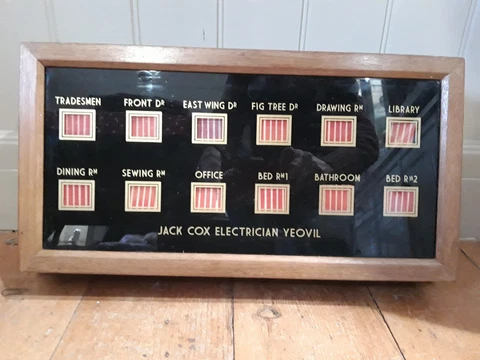 TRADESMEN FRONT DR EAST WING DR FIG TREE DR DRAWING RM LIBRARY
DINING RM SEWING RM OFFICE BED RM1 BATHROOM BED RM2
JACK COX ELECTRICIAN YEOVIL